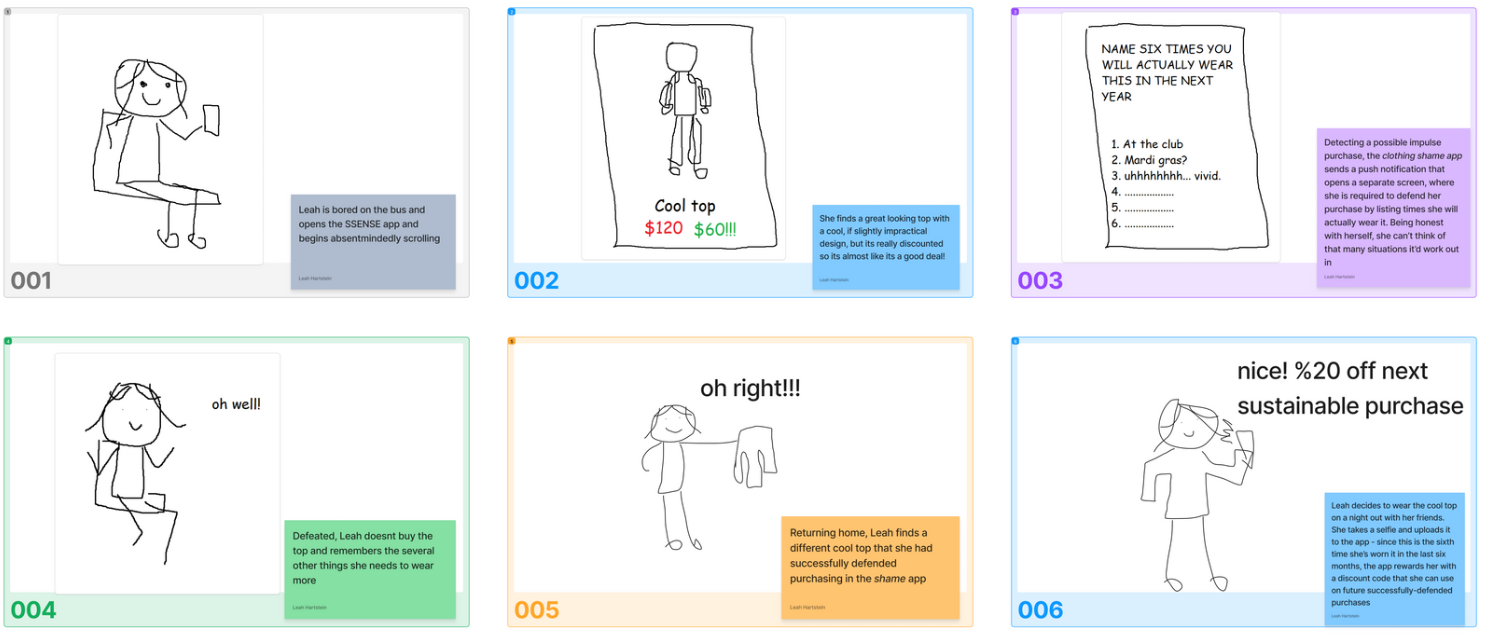 Leah is bored on the bus and
opens the SSENSE app and
begins absentmindedly scrolling
Leah Hartstein
001
Cool top
$120 $60!!!
She finds a great looking top with
a cool, if slightly impractical
design, but its really discounted
so its almost like its a good deal!
Leah Hartstein
002
NAME SIX TIMES YOU
WILL ACTUALLY WEAR
THIS IN THE NEXT
YEAR
1. At the club
2. Mardi gras?
3. uhhhhhhhh... vivid.
4. ..................
5. ..................
6. ..................
Detecting a possible impulse
purchase, the clothing shame app
sends a push notification that
opens a separate screen, where
she is required to defend her
purchase by listing times she will
actually wear it. Being honest
with herself, she can't think of
that many situations it'd work out
in
Leah Hartstein
003
oh well!
Defeated, Leah doesnt buy the
top and remembers the several
other things she needs to wear
more
Leah Hartstein
004
oh right!!!
Returning home, Leah finds a
different cool top that she had
successfully defended
purchasing in the shame app
Leah Hartstein
005
nice! %20 off next
sustainable purchase
Leah decides to wear the cool top
on a night out with her friends.
She takes a selfie and uploads it
to the app - since this is the sixth
time she's worn it in the last six
months, the app rewards her with
a discount code that she can use
on future successfully-defended
purchases
Leah Hartstein
006